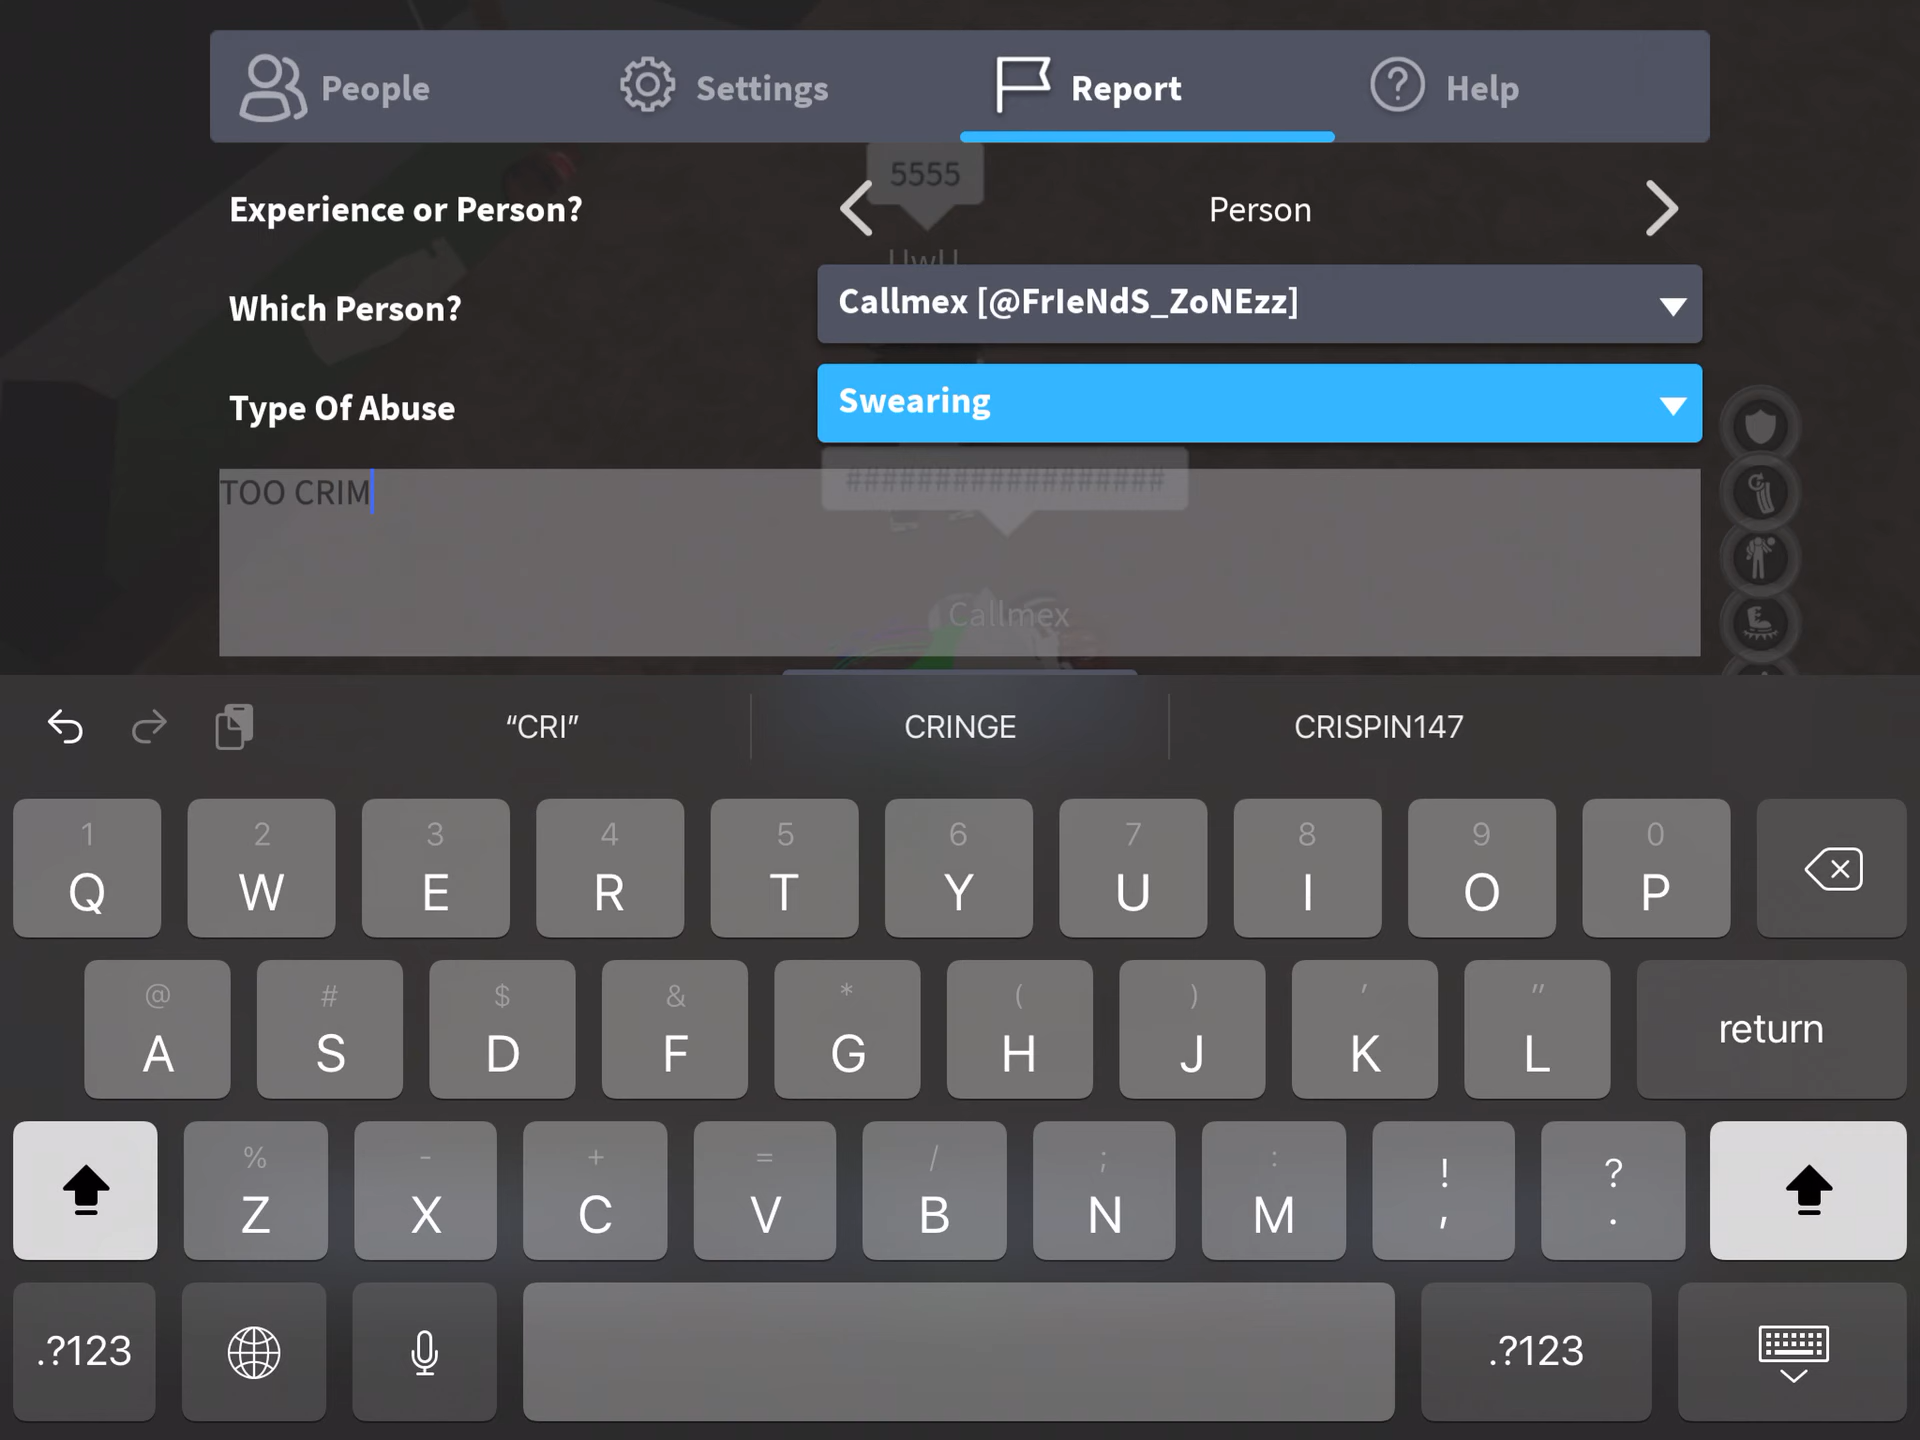 People Settings Report Help
5555
Experience or Person? Person
UwU
Which Person? Callmex [@FrIeNdS_ZoNEzz]
Type Of Abuse Swearing
##################
TOO CRIM
Callmex
“CRI” CRINGE CRISPIN147
1 2 3 4 5 6 7 8 9 0
Q W E R T Y U I O P
@ # $ & * ( ) ' "
A S D F G H J K L return
% - + = / ; : ! ?
Z X C V B N M , .
.?123 .?123